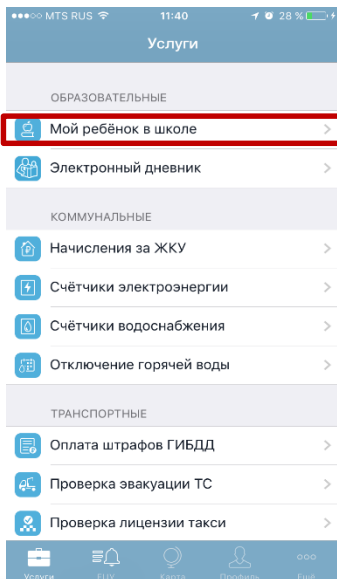 MTS RUS 11:40 28 %
Услуги
ОБРАЗОВАТЕЛЬНЫЕ
Мой ребёнок в школе
Электронный дневник
КОММУНАЛЬНЫЕ
Начисления за ЖКУ
Счётчики электроэнергии
Счётчики водоснабжения
Отключение горячей воды
ТРАНСПОРТНЫЕ
Оплата штрафов ГИБДД
Проверка эвакуации ТС
Проверка лицензии такси
Услуги ЕЦУ Карта Профиль Ещё